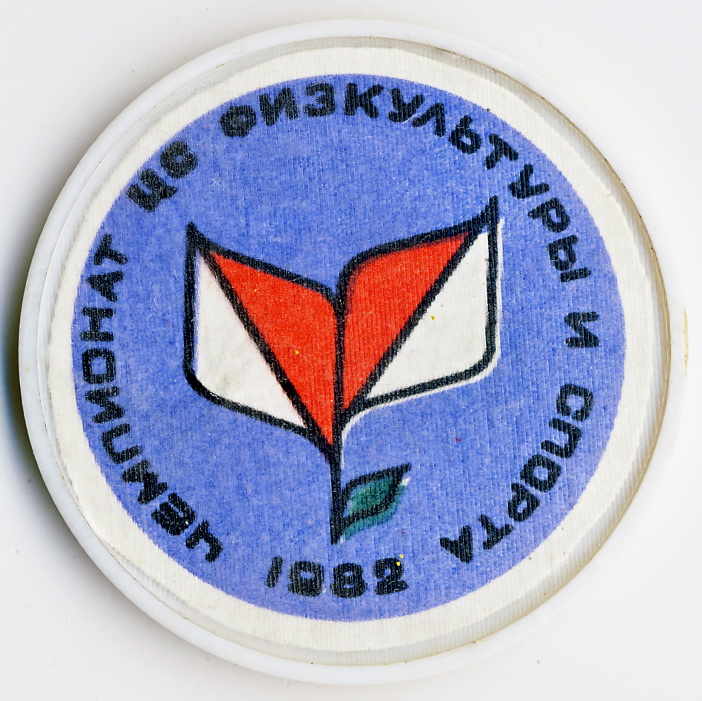 ЧЕМПИОНАТ ЦС ФИЗКУЛЬТУРЫ И СПОРТА
1982